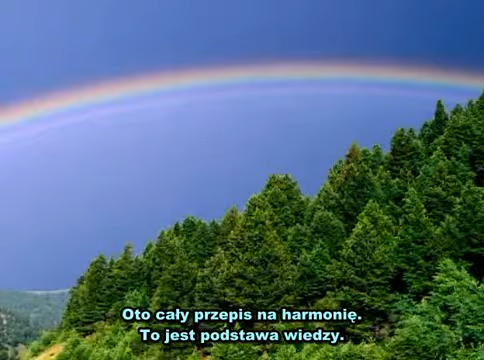 Oto cały przepis na harmonię.
To jest podstawa wiedzy.